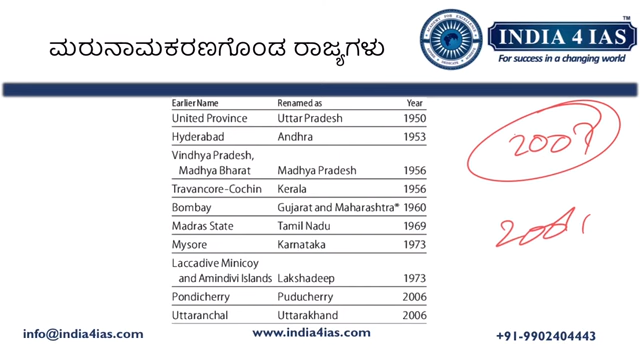 ಮರುನಾಮಕರಣಗೊಂಡ ರಾಜ್ಯಗಳು
INDIA 4 IAS
For success in a changing world
Earlier Name Renamed as Year
United Province Uttar Pradesh 1950
Hyderabad Andhra 1953
Vindhya Pradesh,
Madhya Bharat Madhya Pradesh 1956
Travancore-Cochin Kerala 1956
Bombay Gujarat and Maharashtra* 1960
Madras State Tamil Nadu 1969
Mysore Karnataka 1973
Laccadive Minicoy
and Amindivi Islands Lakshadeep 1973
Pondicherry Puducherry 2006
Uttaranchal Uttarakhand 2006
2007
info@india4ias.com www.india4ias.com +91-9902404443